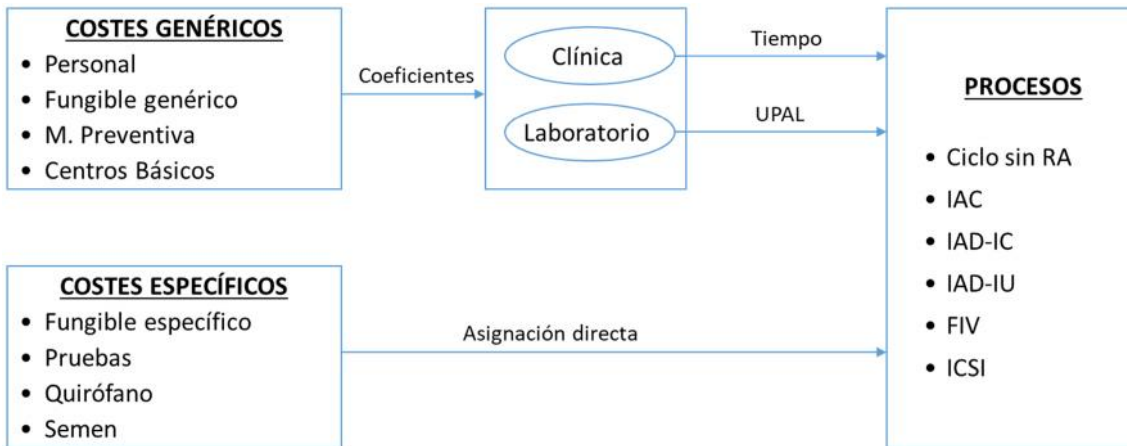 COSTES GENÉRICOS
• Personal
• Fungible genérico
• M. Preventiva
• Centros Básicos
Coeficientes
Clínica
Laboratorio
Tiempo
UPAL
COSTES ESPECÍFICOS
• Fungible específico
• Pruebas
• Quirófano
• Semen
Asignación directa
PROCESOS
• Ciclo sin RA
• IAC
• IAD-IC
• IAD-IU
• FIV
• ICSI